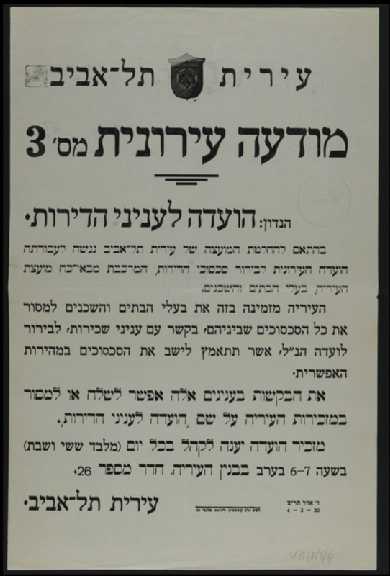 עירית תל־אביב
מודעה עירונית מס׳ 3
הנדון: הועדה לעניני הדירות.
בהתאם להחלטת המועצה של עירית תל־אביב נגשה לעבודתה
הועדה העירונית לבירור סכסוכי הדירות, המורכבת מבאי־כח מועצת
העיריה, בעלי הבתים והשכנים.
העיריה מזמינה בזה את בעלי הבתים והשכנים למסור
את כל הסכסוכים שביניהם, בקשר עם עניני שכירות, לבירור
לועדה הנ״ל, אשר תתאמץ לישב את הסכסוכים במהירות
האפשרית.
את הבקשות בענינים אלה אפשר לשלוח או למסור
במזכירות העיריה על שם „הועדה לעניני הדירות„.
מזכיר הועדה יענה לקהל בכל יום (מלבד ששי ושבת)
בשעה 6–7 בערב בבנין העיריה, חדר מספר 26.
עירית תל־אביב.